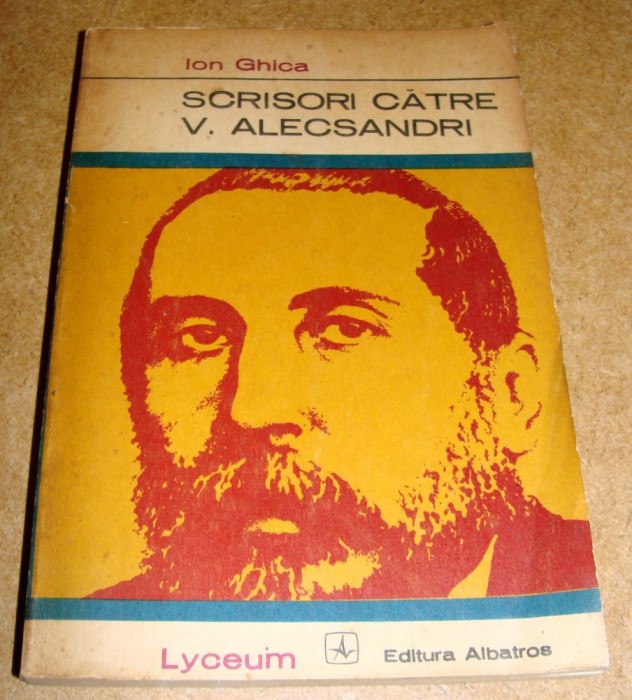 Ion Ghica
SCRISORI CĂTRE
V. ALECSANDRI
Lyceum
Editura Albatros